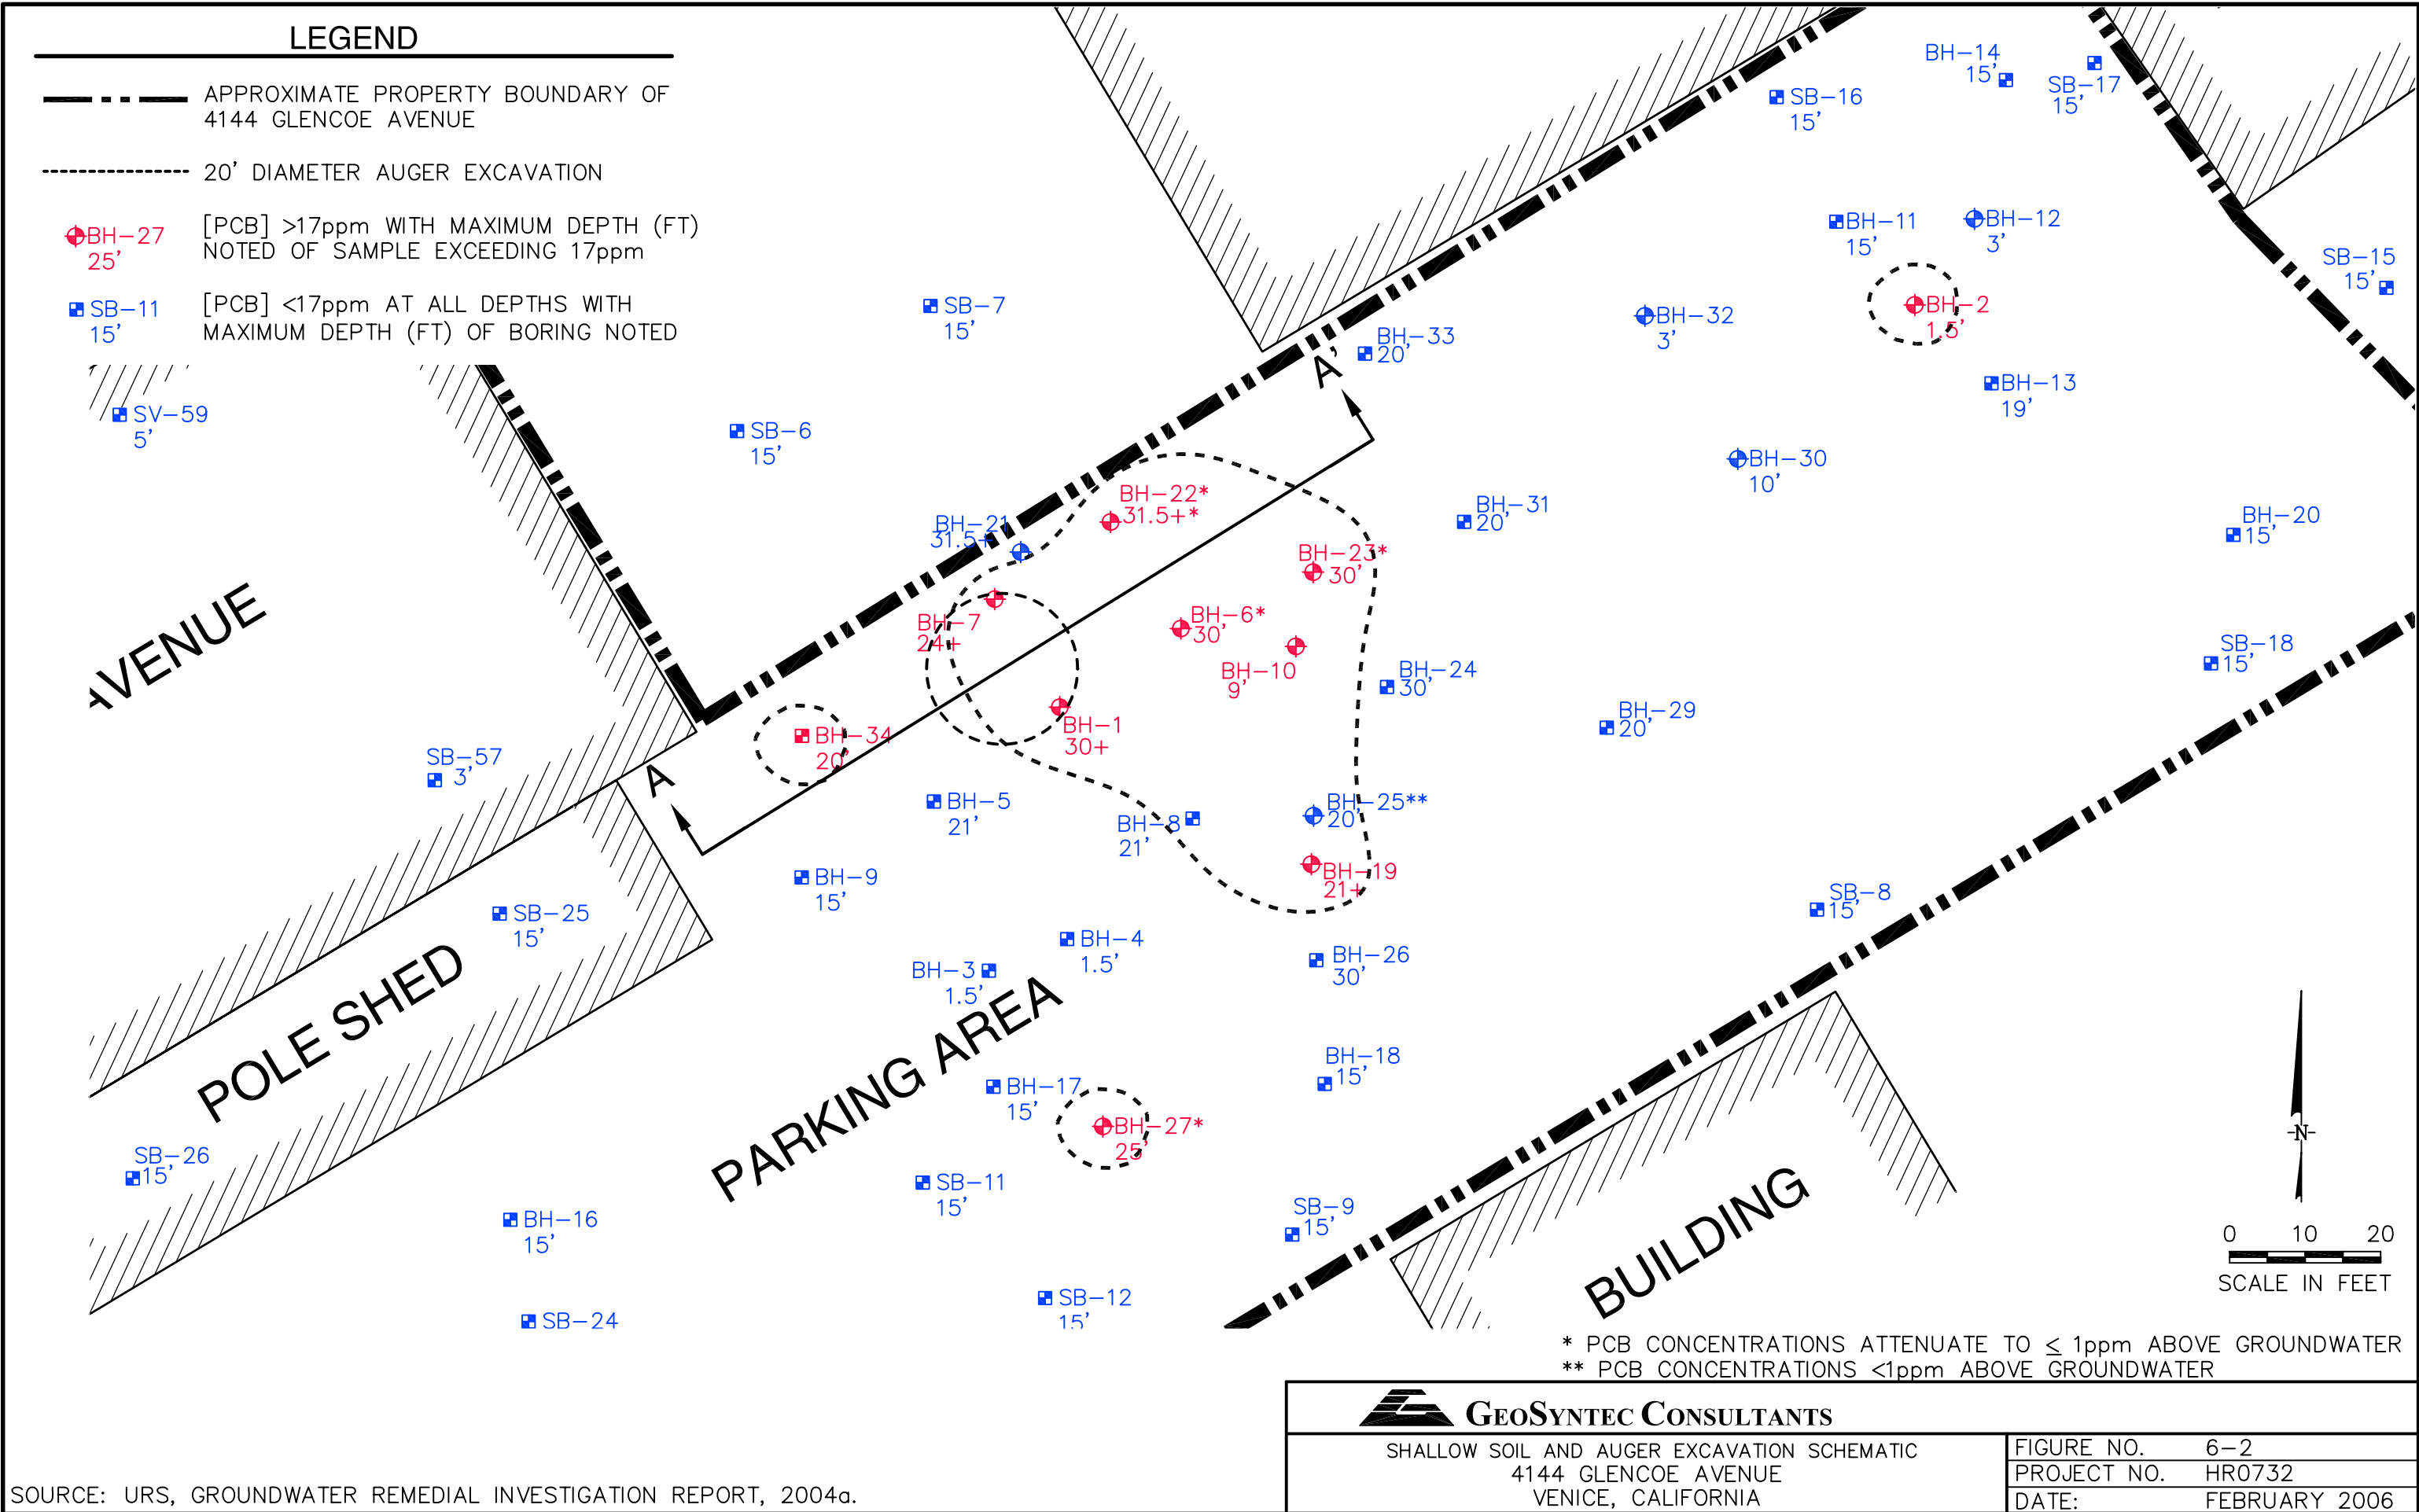 LEGEND
APPROXIMATE PROPERTY BOUNDARY OF
4144 GLENCOE AVENUE
20' DIAMETER AUGER EXCAVATION
BH-27
25'
[PCB] >17ppm WITH MAXIMUM DEPTH (FT)
NOTED OF SAMPLE EXCEEDING 17ppm
SB-11
15'
[PCB] <17ppm AT ALL DEPTHS WITH
MAXIMUM DEPTH (FT) OF BORING NOTED
BH-14
15'
SB-17
15'
SB-16
15'
BH-11
15'
BH-12
3'
SB-15
15'
BH-2
1.5'
SB-7
15'
BH-32
3'
BH-33
20'
A'
BH-13
19'
SV-59
5'
SB-6
15'
BH-30
10'
BH-22*
31.5+*
BH-21
31.5+
BH-31
20'
BH-20
15'
BH-23*
30'
BH-7
24+
BH-6*
30'
BH-10
9'
AVENUE
SB-18
15'
BH-24
30'
BH-1
30+
BH-29
20'
BH-34
20'
SB-57
3'
A
BH-5
21'
BH-8
21'
BH-25**
20'
BH-19
21+
BH-9
15'
SB-8
15'
SB-25
15'
BH-4
1.5'
BH-3
1.5'
BH-26
30'
POLE SHED
PARKING AREA
BH-18
15'
BH-17
15'
BH-27*
25'
SB-26
15'
SB-11
15'
BH-16
15'
SB-9
15'
BUILDING
SB-12
15'
SB-24
-N-
0 10 20
SCALE IN FEET
* PCB CONCENTRATIONS ATTENUATE TO ≤ 1ppm ABOVE GROUNDWATER
** PCB CONCENTRATIONS <1ppm ABOVE GROUNDWATER
GEOSYNTEC CONSULTANTS
SHALLOW SOIL AND AUGER EXCAVATION SCHEMATIC
4144 GLENCOE AVENUE
VENICE, CALIFORNIA
FIGURE NO. 6-2
PROJECT NO. HR0732
DATE: FEBRUARY 2006
SOURCE: URS, GROUNDWATER REMEDIAL INVESTIGATION REPORT, 2004a.